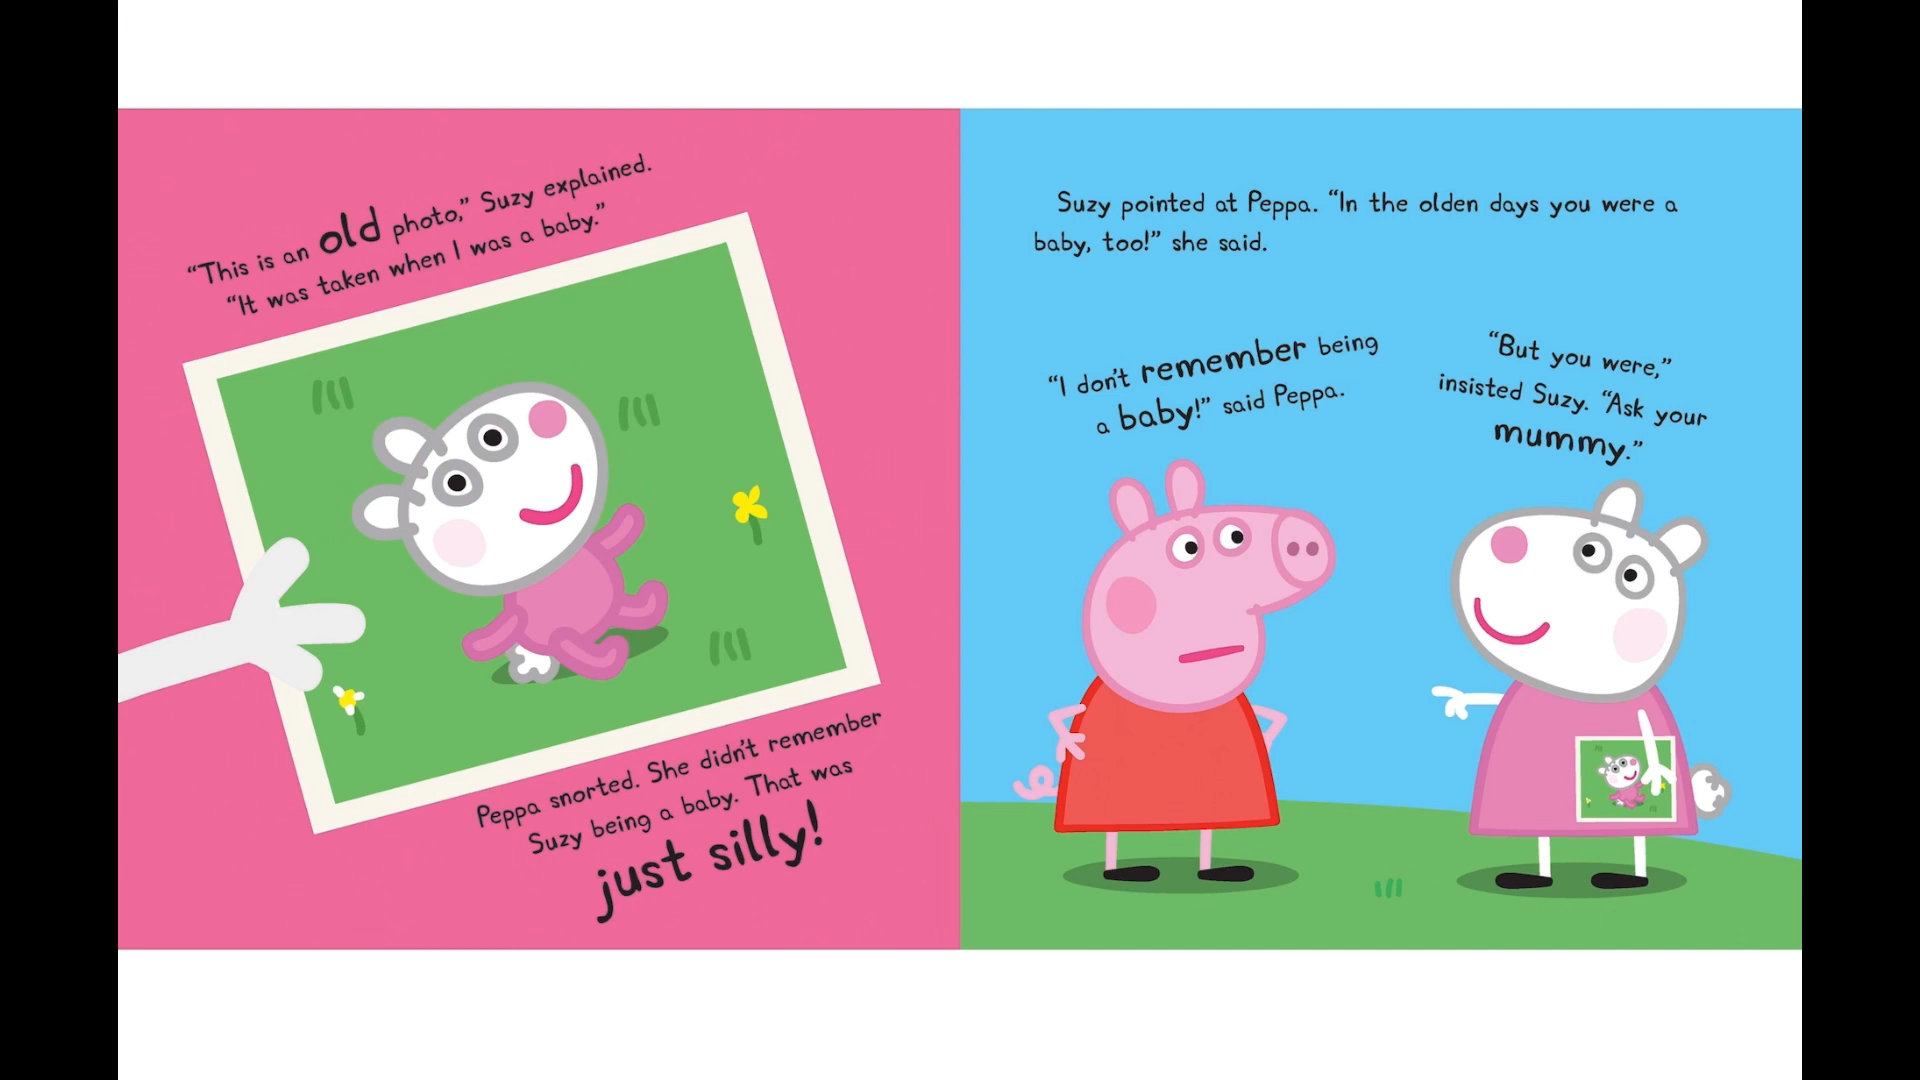 “This is an old photo,” Suzy explained.
“It was taken when I was a baby.”
Peppa snorted. She didn’t remember
Suzy being a baby. That was
just silly!
Suzy pointed at Peppa. “In the olden days you were a
baby, too!” she said.
“I don’t remember being
a baby!” said Peppa.
“But you were,”
insisted Suzy. “Ask your
mummy.”